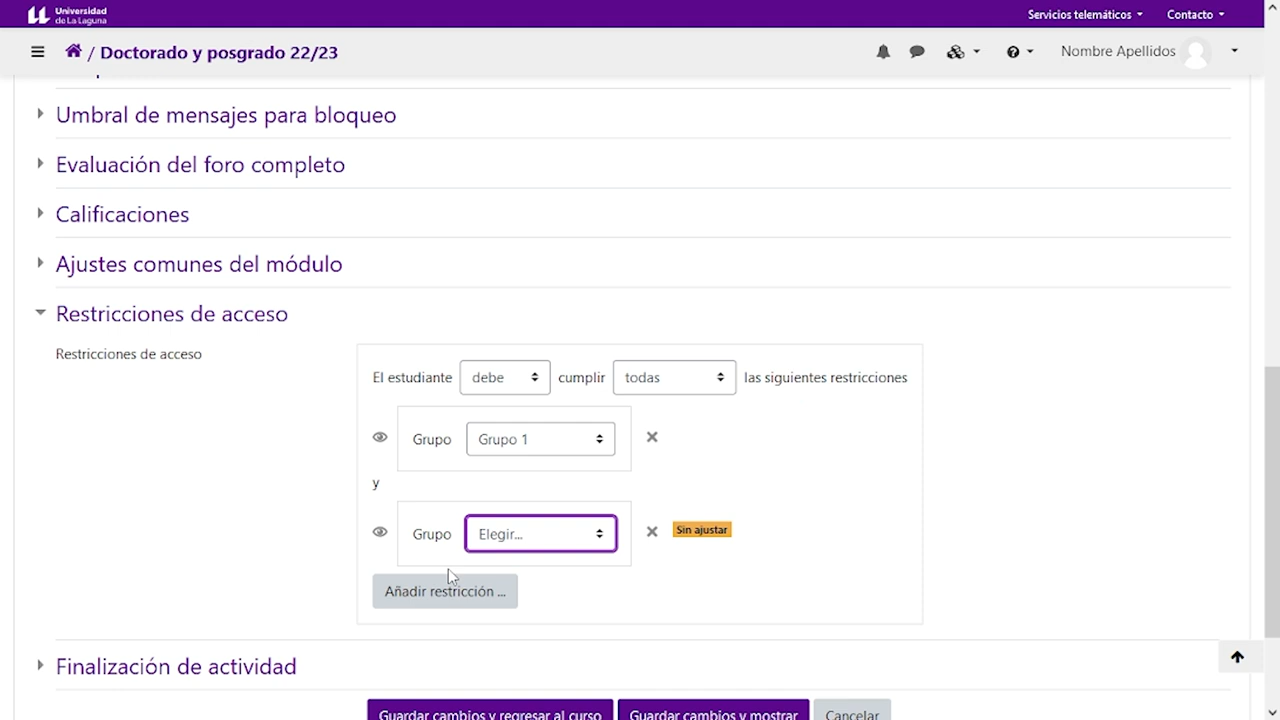 Universidad
de La Laguna
Servicios telemáticos
Contacto
/ Doctorado y posgrado 22/23
Nombre Apellidos
Umbral de mensajes para bloqueo
Evaluación del foro completo
Calificaciones
Ajustes comunes del módulo
Restricciones de acceso
Restricciones de acceso
El estudiante debe cumplir todas las siguientes restricciones
Grupo Grupo 1
y
Grupo Elegir... Sin ajustar
Añadir restricción ...
Finalización de actividad
Guardar cambios y regresar al curso Guardar cambios y mostrar Cancelar